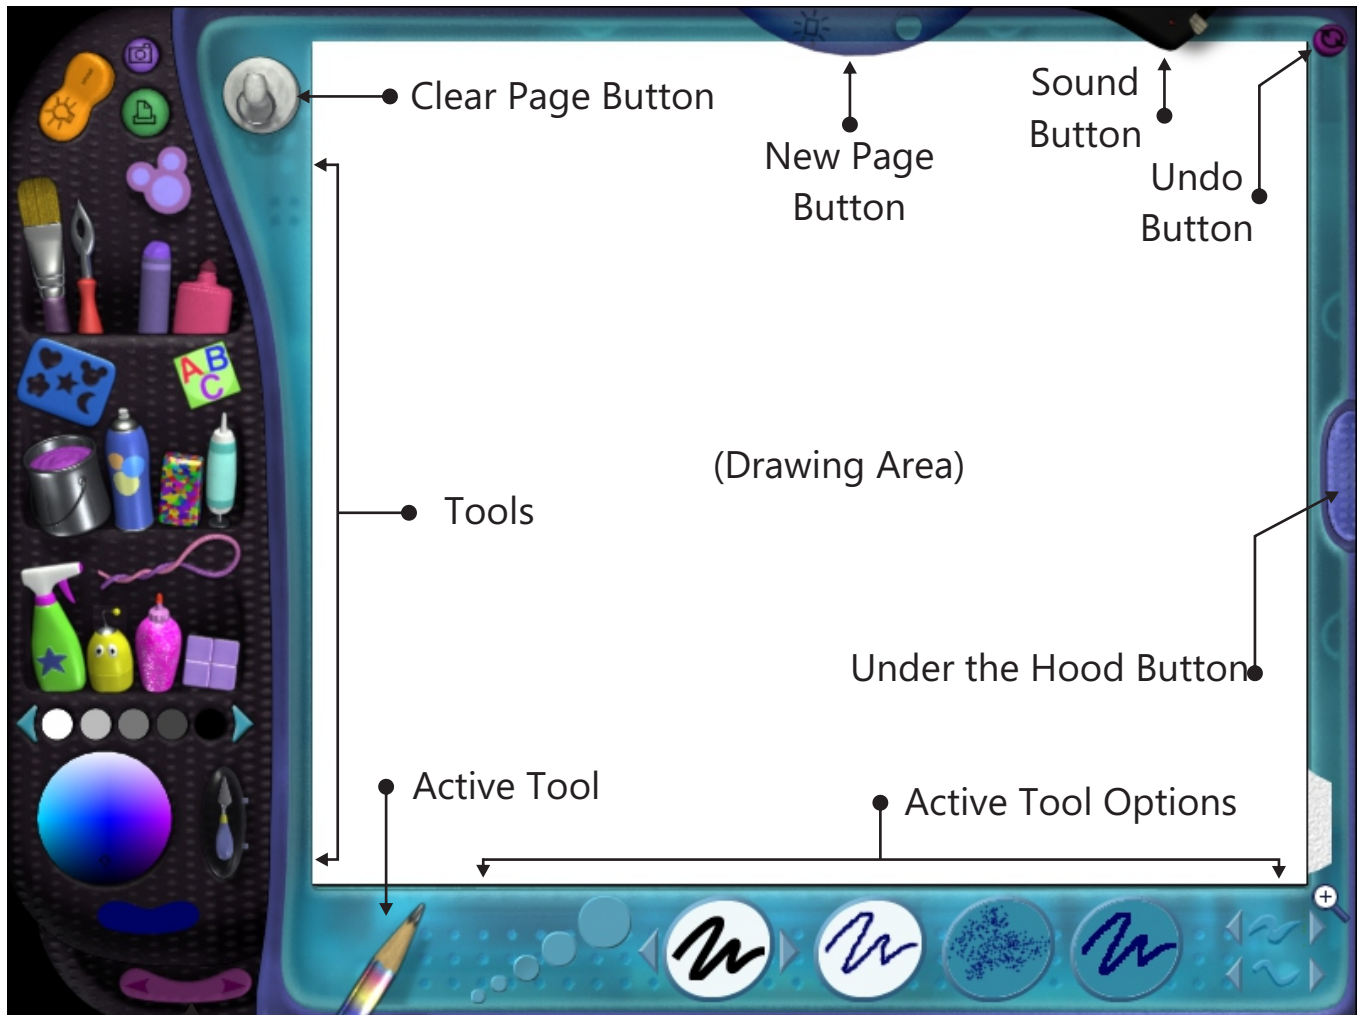 Clear Page Button
New Page
Button
Sound
Button
Undo
Button
A B
C
(Drawing Area)
Tools
Under the Hood Button
Active Tool
Active Tool Options